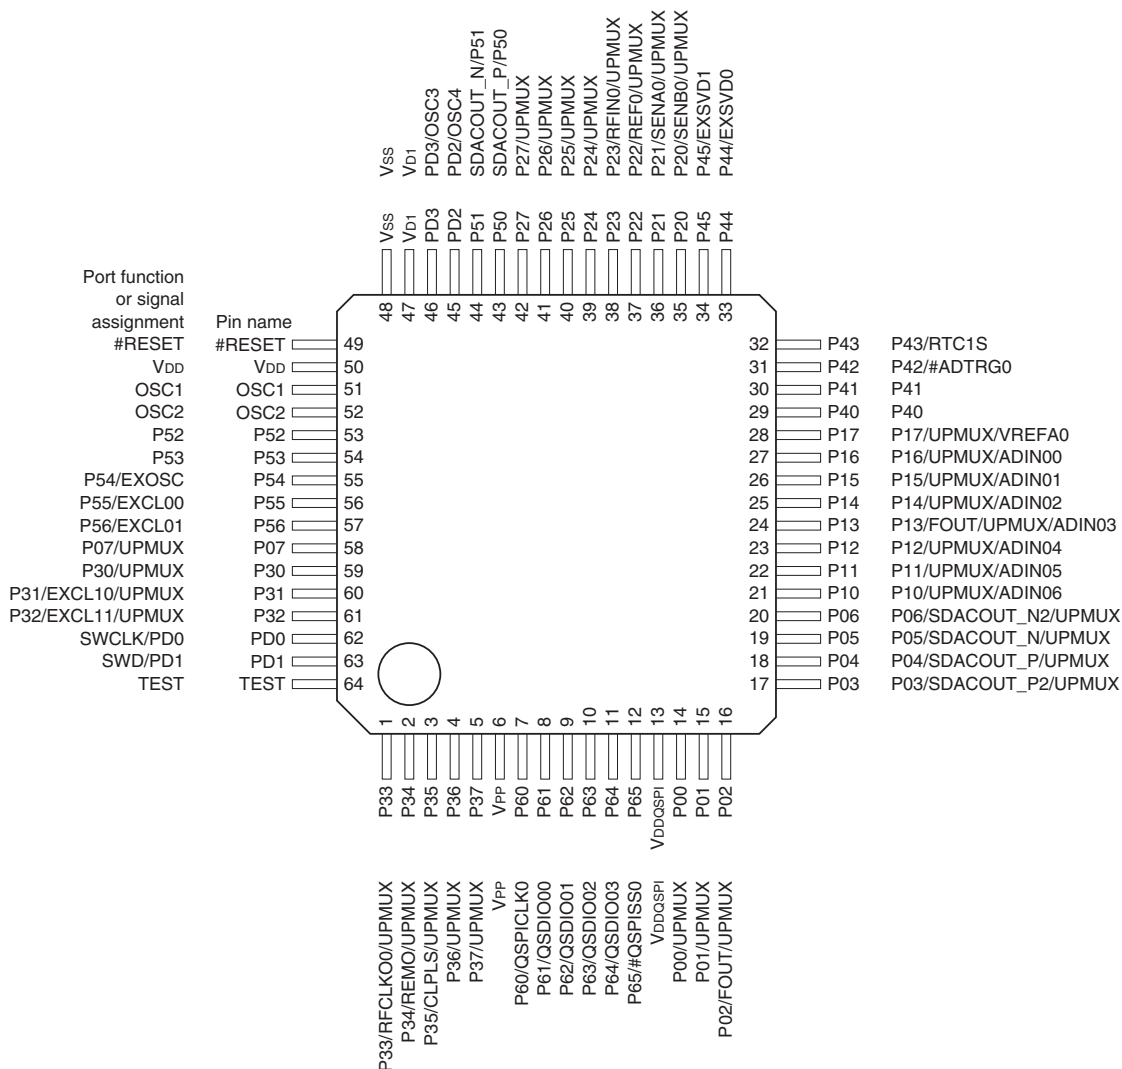 VSS
VD1
PD3/OSC3
PD2/OSC4
SDACOUT_N/P51
SDACOUT_P/P50
P27/UPMUX
P26/UPMUX
P25/UPMUX
P24/UPMUX
P23/RFIN0/UPMUX
P22/REF0/UPMUX
P21/SENA0/UPMUX
P20/SENB0/UPMUX
P45/EXSVD1
P44/EXSVD0
VSS
VD1
PD3
PD2
P51
P50
P27
P26
P25
P24
P23
P22
P21
P20
P45
P44
48
47
46
45
44
43
42
41
40
39
38
37
36
35
34
33
Port function
or signal
assignment
Pin name
#RESET #RESET 49
VDD VDD 50
OSC1 OSC1 51
OSC2 OSC2 52
P52 P52 53
P53 P53 54
P54/EXOSC P54 55
P55/EXCL00 P55 56
P56/EXCL01 P56 57
P07/UPMUX P07 58
P30/UPMUX P30 59
P31/EXCL10/UPMUX P31 60
P32/EXCL11/UPMUX P32 61
SWCLK/PD0 PD0 62
SWD/PD1 PD1 63
TEST TEST 64
32 P43 P43/RTC1S
31 P42 P42/#ADTRG0
30 P41 P41
29 P40 P40
28 P17 P17/UPMUX/VREFA0
27 P16 P16/UPMUX/ADIN00
26 P15 P15/UPMUX/ADIN01
25 P14 P14/UPMUX/ADIN02
24 P13 P13/FOUT/UPMUX/ADIN03
23 P12 P12/UPMUX/ADIN04
22 P11 P11/UPMUX/ADIN05
21 P10 P10/UPMUX/ADIN06
20 P06 P06/SDACOUT_N2/UPMUX
19 P05 P05/SDACOUT_N/UPMUX
18 P04 P04/SDACOUT_P/UPMUX
17 P03 P03/SDACOUT_P2/UPMUX
1
2
3
4
5
6
7
8
9
10
11
12
13
14
15
16
P33
P34
P35
P36
P37
VPP
P60
P61
P62
P63
P64
P65
VDDQSPI
P00
P01
P02
P33/RFCLKO0/UPMUX
P34/REMO/UPMUX
P35/CLPLS/UPMUX
P36/UPMUX
P37/UPMUX
VPP
P60/QSPICLK0
P61/QSDIO00
P62/QSDIO01
P63/QSDIO02
P64/QSDIO03
P65/#QSPISS0
VDDQSPI
P00/UPMUX
P01/UPMUX
P02/FOUT/UPMUX